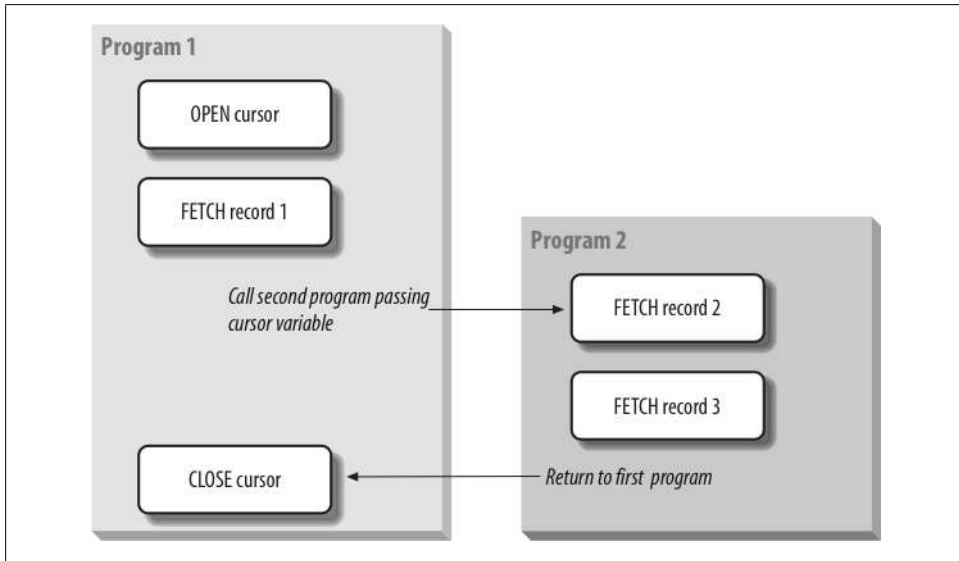 Program 1
OPEN cursor
FETCH record 1
Call second program passing
cursor variable
Program 2
FETCH record 2
FETCH record 3
Return to first program
CLOSE cursor